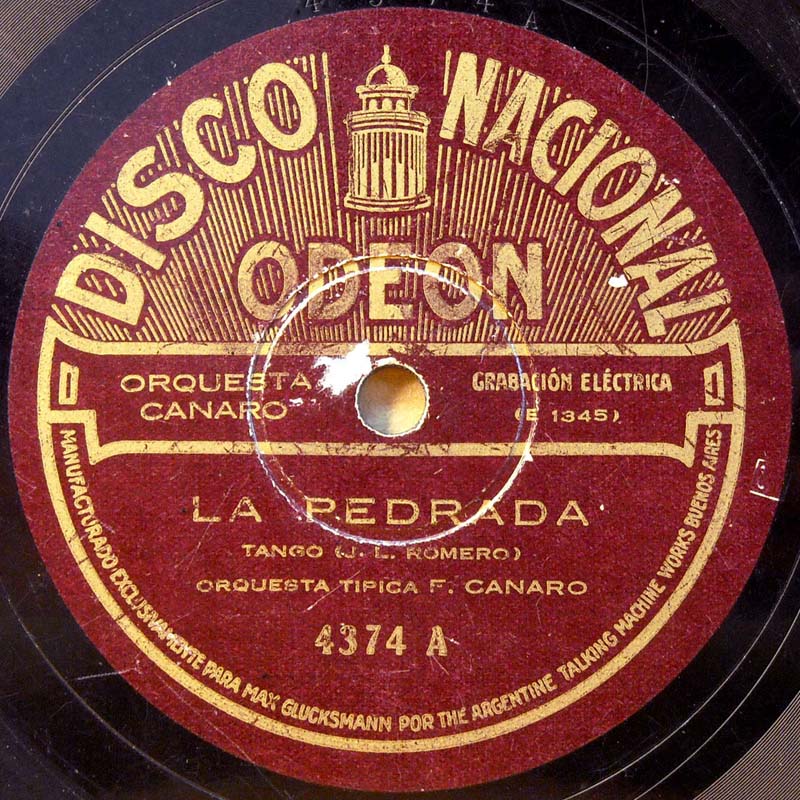 4374 A
DISCO NACIONAL
ODEON
ORQUESTA
CANARO
GRABACIÓN ELÉCTRICA
(E 1345)
LA PEDRADA
TANGO (J. L. ROMERO)
ORQUESTA TIPICA F. CANARO
4374 A
MANUFACTURADO EXCLUSIVAMENTE PARA MAX GLUCKSMANN POR THE ARGENTINE TALKING MACHINE WORKS BUENOS AIRES